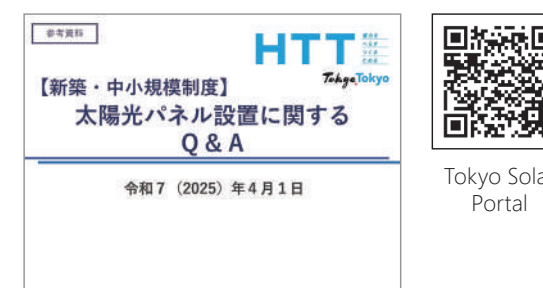 参考資料
HTT
Tokyo Tokyo
【新築・中小規模制度】
太陽光パネル設置に関する
Q & A
令和7（2025）年4月1日
Tokyo Sola
Portal